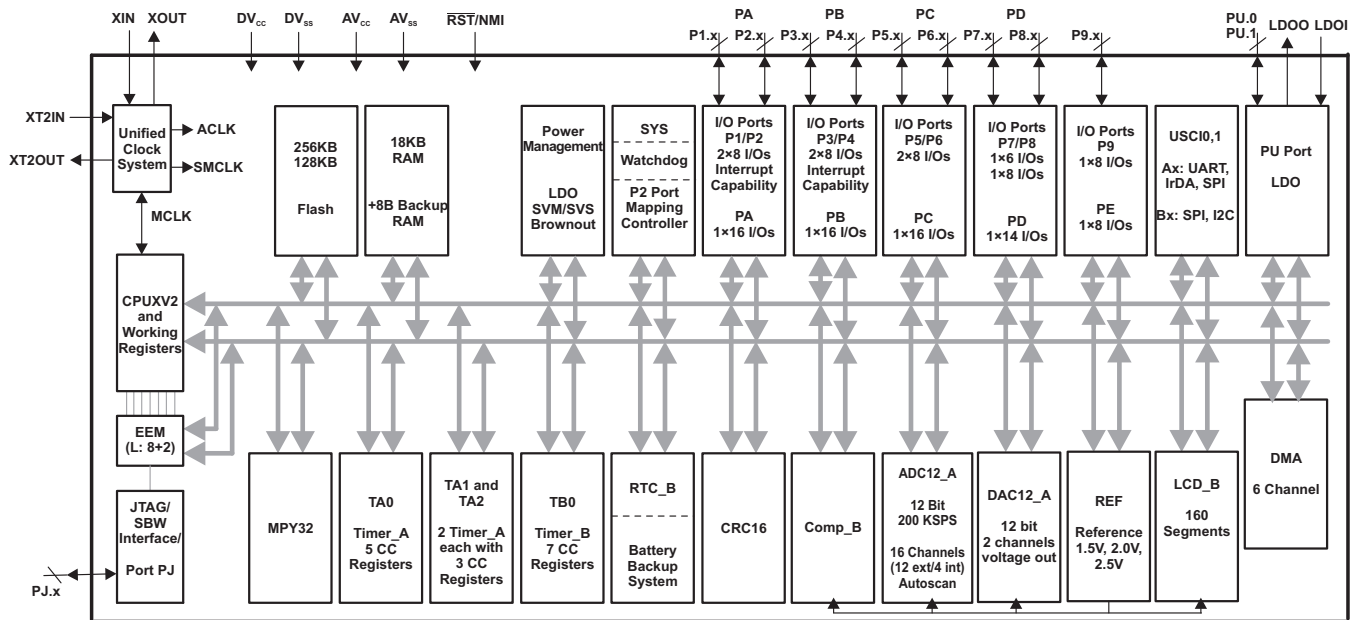 XIN XOUT DVCC DVSS AVCC AVSS RST/NMI PA PB PC PD PU.0 LDOO LDOI
P1.x P2.x P3.x P4.x P5.x P6.x P7.x P8.x P9.x PU.1
XT2IN
XT2OUT
Unified
Clock
System
ACLK
SMCLK
MCLK
256KB
128KB
Flash
18KB
RAM
+8B Backup
RAM
Power
Management
LDO
SVM/SVS
Brownout
SYS
Watchdog
P2 Port
Mapping
Controller
I/O Ports
P1/P2
2×8 I/Os
Interrupt
Capability
PA
1×16 I/Os
I/O Ports
P3/P4
2×8 I/Os
Interrupt
Capability
PB
1×16 I/Os
I/O Ports
P5/P6
2×8 I/Os
PC
1×16 I/Os
I/O Ports
P7/P8
1×6 I/Os
1×8 I/Os
PD
1×14 I/Os
I/O Ports
P9
1×8 I/Os
PE
1×8 I/Os
USCI0,1
Ax: UART,
IrDA, SPI
Bx: SPI, I2C
PU Port
LDO
CPUXV2
and
Working
Registers
EEM
(L: 8+2)
JTAG/
SBW
Interface/
Port PJ
PJ.x
MPY32
TA0
Timer_A
5 CC
Registers
TA1 and
TA2
2 Timer_A
each with
3 CC
Registers
TB0
Timer_B
7 CC
Registers
RTC_B
Battery
Backup
System
CRC16
Comp_B
ADC12_A
12 Bit
200 KSPS
16 Channels
(12 ext/4 int)
Autoscan
DAC12_A
12 bit
2 channels
voltage out
REF
Reference
1.5V, 2.0V,
2.5V
LCD_B
160
Segments
DMA
6 Channel